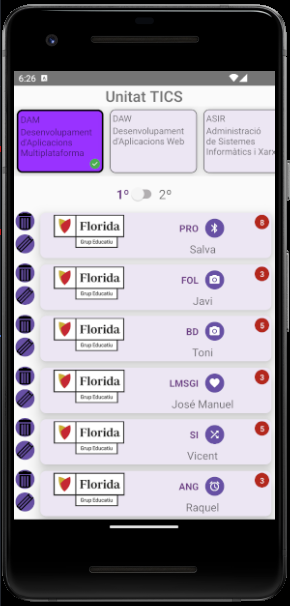 6:26
Unitat TICS
DAM
Desenvolupament
d'Aplicacions
Multiplataforma
DAW
Desenvolupament
d'Aplicacions Web
ASIR
Administració
de Sistemes
Informàtics i Xarx
1º 2º
Florida
Grup Educatiu
PRO
8
Salva
Florida
Grup Educatiu
FOL
3
Javi
Florida
Grup Educatiu
BD
5
Toni
Florida
Grup Educatiu
LMSGI
3
José Manuel
Florida
Grup Educatiu
SI
5
Vicent
Florida
Grup Educatiu
ANG
3
Raquel